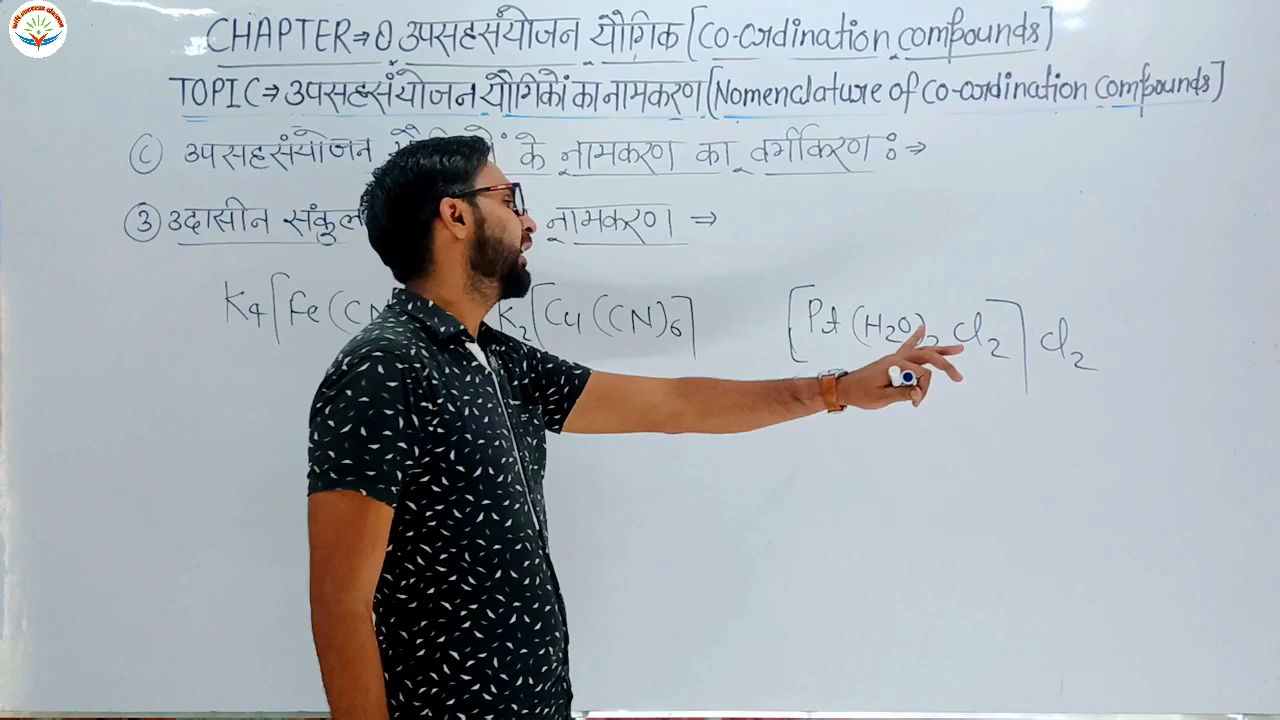 CHAPTER⇒ 9 उपसहसंयोजन यौगिक [Co-ordination compounds]
TOPIC⇒ उपसहसंयोजन यौगिकों का नामकरण [Nomenclature of Co-ordination Compounds]
(C) उपसहसंयोजन के नामकरण का वर्गीकरण :⇒
(3) उदासीन संकुल नामकरण ⇒
K4[Fe(CN K2[Cu(CN)6] [Pt(H2O)2Cl2]Cl2